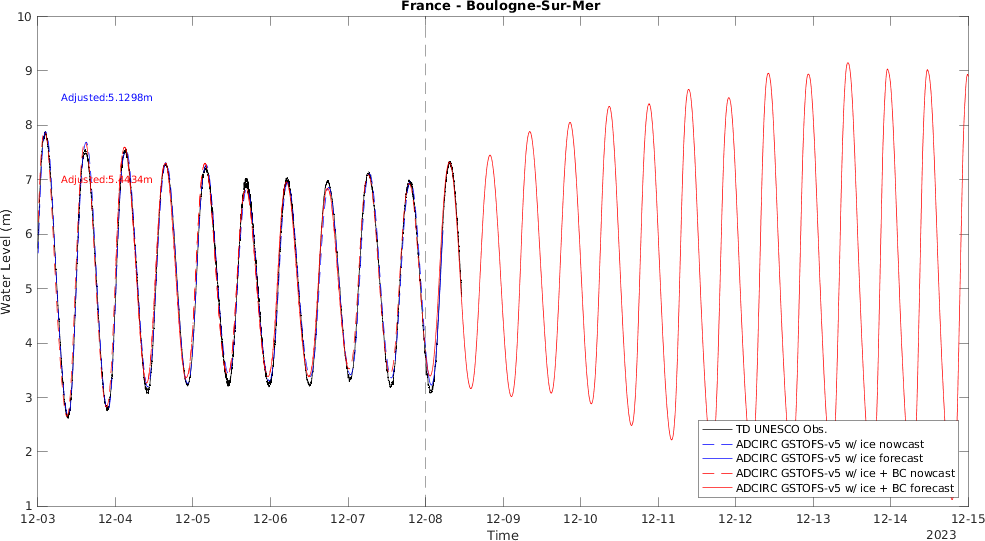 France - Boulogne-Sur-Mer
Adjusted:5.1298m
Adjusted:5.4434m
Water Level (m)
10
9
8
7
6
5
4
3
2
1
TD UNESCO Obs.
ADCIRC GSTOFS-v5 w/ ice nowcast
ADCIRC GSTOFS-v5 w/ ice forecast
ADCIRC GSTOFS-v5 w/ ice + BC nowcast
ADCIRC GSTOFS-v5 w/ ice + BC forecast
12-03 12-04 12-05 12-06 12-07 12-08 12-09 12-10 12-11 12-12 12-13 12-14 12-15
Time
2023